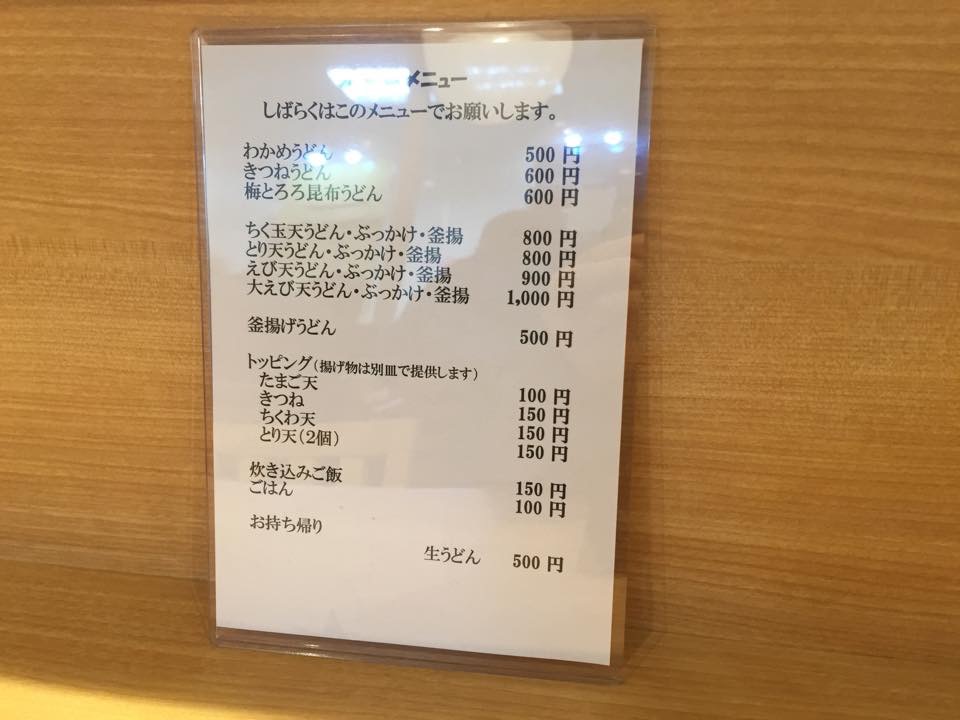 メニュー
しばらくはこのメニューでお願いします。
わかめうどん 500 円
きつねうどん 600 円
梅とろろ昆布うどん 600 円
ちく玉天うどん・ぶっかけ・釜揚 800 円
とり天うどん・ぶっかけ・釜揚 800 円
えび天うどん・ぶっかけ・釜揚 900 円
大えび天うどん・ぶっかけ・釜揚 1,000 円
釜揚げうどん 500 円
トッピング(揚げ物は別皿で提供します)
たまご天 100 円
きつね 150 円
ちくわ天 150 円
とり天(2個) 150 円
炊き込みご飯 150 円
ごはん 100 円
お持ち帰り
生うどん 500 円